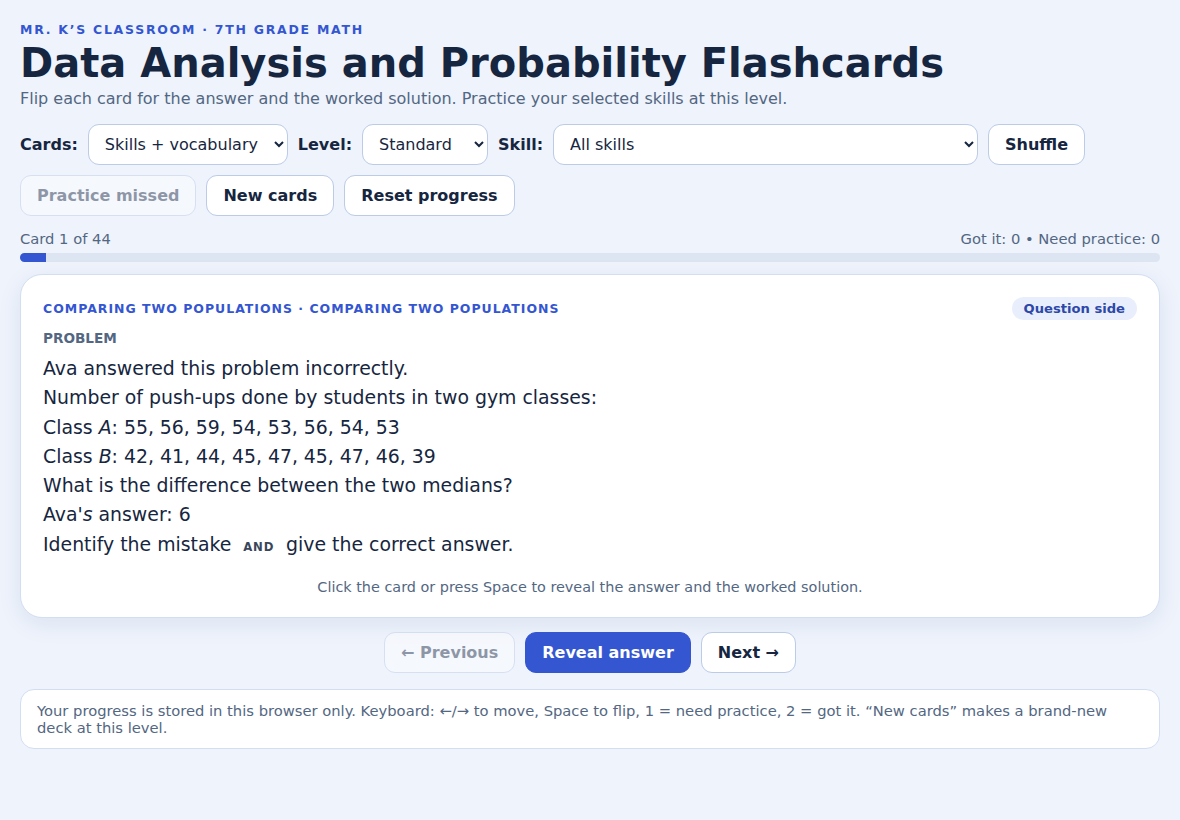 MR. K’S CLASSROOM · 7TH GRADE MATH
Data Analysis and Probability Flashcards
Flip each card for the answer and the worked solution. Practice your selected skills at this level.
Cards: Skills + vocabulary Level: Standard Skill: All skills Shuffle
Practice missed New cards Reset progress
Card 1 of 44 Got it: 0 • Need practice: 0
COMPARING TWO POPULATIONS · COMPARING TWO POPULATIONS Question side
PROBLEM
Ava answered this problem incorrectly.
Number of push-ups done by students in two gym classes:
Class A: 55, 56, 59, 54, 53, 56, 54, 53
Class B: 42, 41, 44, 45, 47, 45, 47, 46, 39
What is the difference between the two medians?
Ava's answer: 6
Identify the mistake AND give the correct answer.
Click the card or press Space to reveal the answer and the worked solution.
← Previous Reveal answer Next →
Your progress is stored in this browser only. Keyboard: ←/→ to move, Space to flip, 1 = need practice, 2 = got it. “New cards” makes a brand-new
deck at this level.